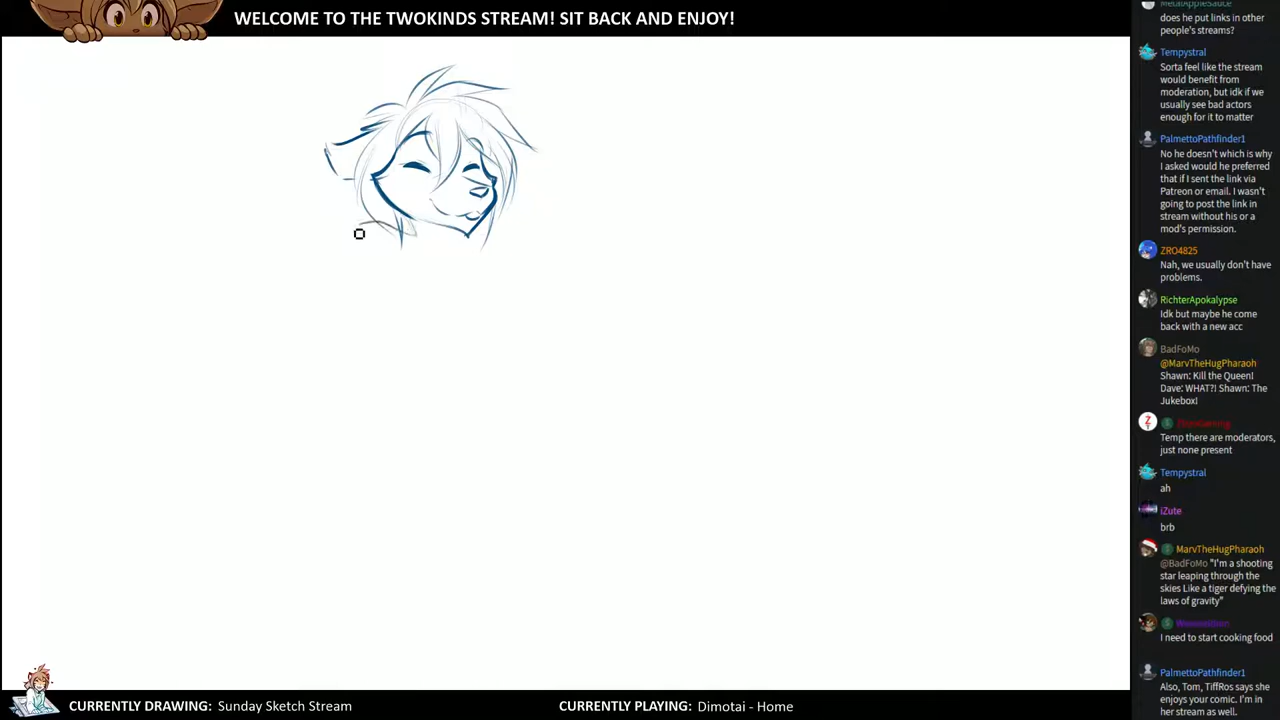 WELCOME TO THE TWOKINDS STREAM! SIT BACK AND ENJOY!
MetalAppleSauce
does he put links in other
people's streams?
Tempystral
Sorta feel like the stream
would benefit from
moderation, but idk if we
usually see bad actors
enough for it to matter
PalmettoPathfinder1
No he doesn't which is why
I asked would he preferred
that if I sent the link via
Patreon or email. I wasn't
going to post the link in
stream without his or a
mod's permission.
ZRO4825
Nah, we usually don't have
problems.
RichterApokalypse
Idk but maybe he come
back with a new acc
BadFoMo
@MarvTheHugPharaoh
Shawn: Kill the Queen!
Dave: WHAT?! Shawn: The
Jukebox!
Temp there are moderators,
just none present
Tempystral
ah
iZute
brb
S MarvTheHugPharaoh
@BadFoMo "I'm a shooting
star leaping through the
skies Like a tiger defying the
laws of gravity"
I need to start cooking food
PalmettoPathfinder1
Also, Tom, TiffRos says she
enjoys your comic. I'm in
her stream as well.
CURRENTLY DRAWING: Sunday Sketch Stream
CURRENTLY PLAYING: Dimotai - Home